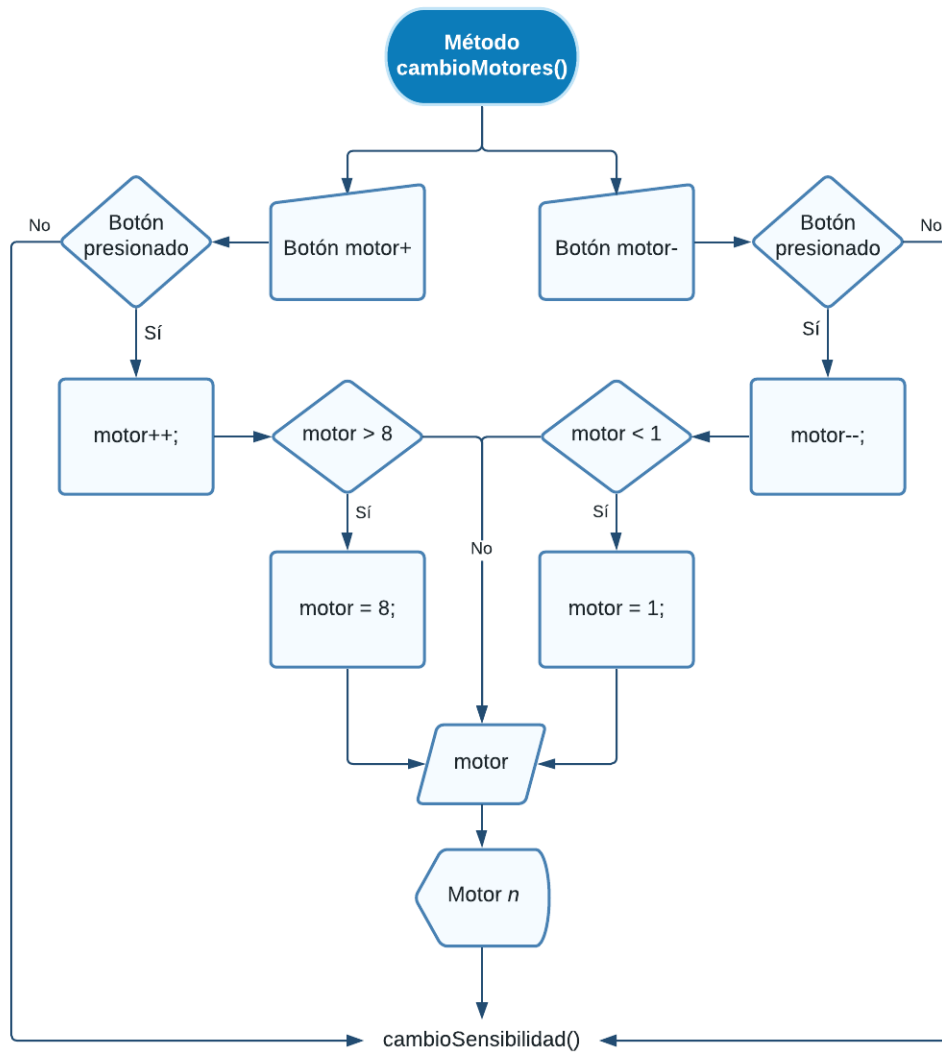 Método
cambioMotores()
No
Botón
presionado
Botón motor+
Botón motor-
Botón
presionado
No
Sí
Sí
motor++;
motor > 8
motor < 1
motor--;
Sí
Sí
No
motor = 8;
motor = 1;
motor
Motor n
cambioSensibilidad()